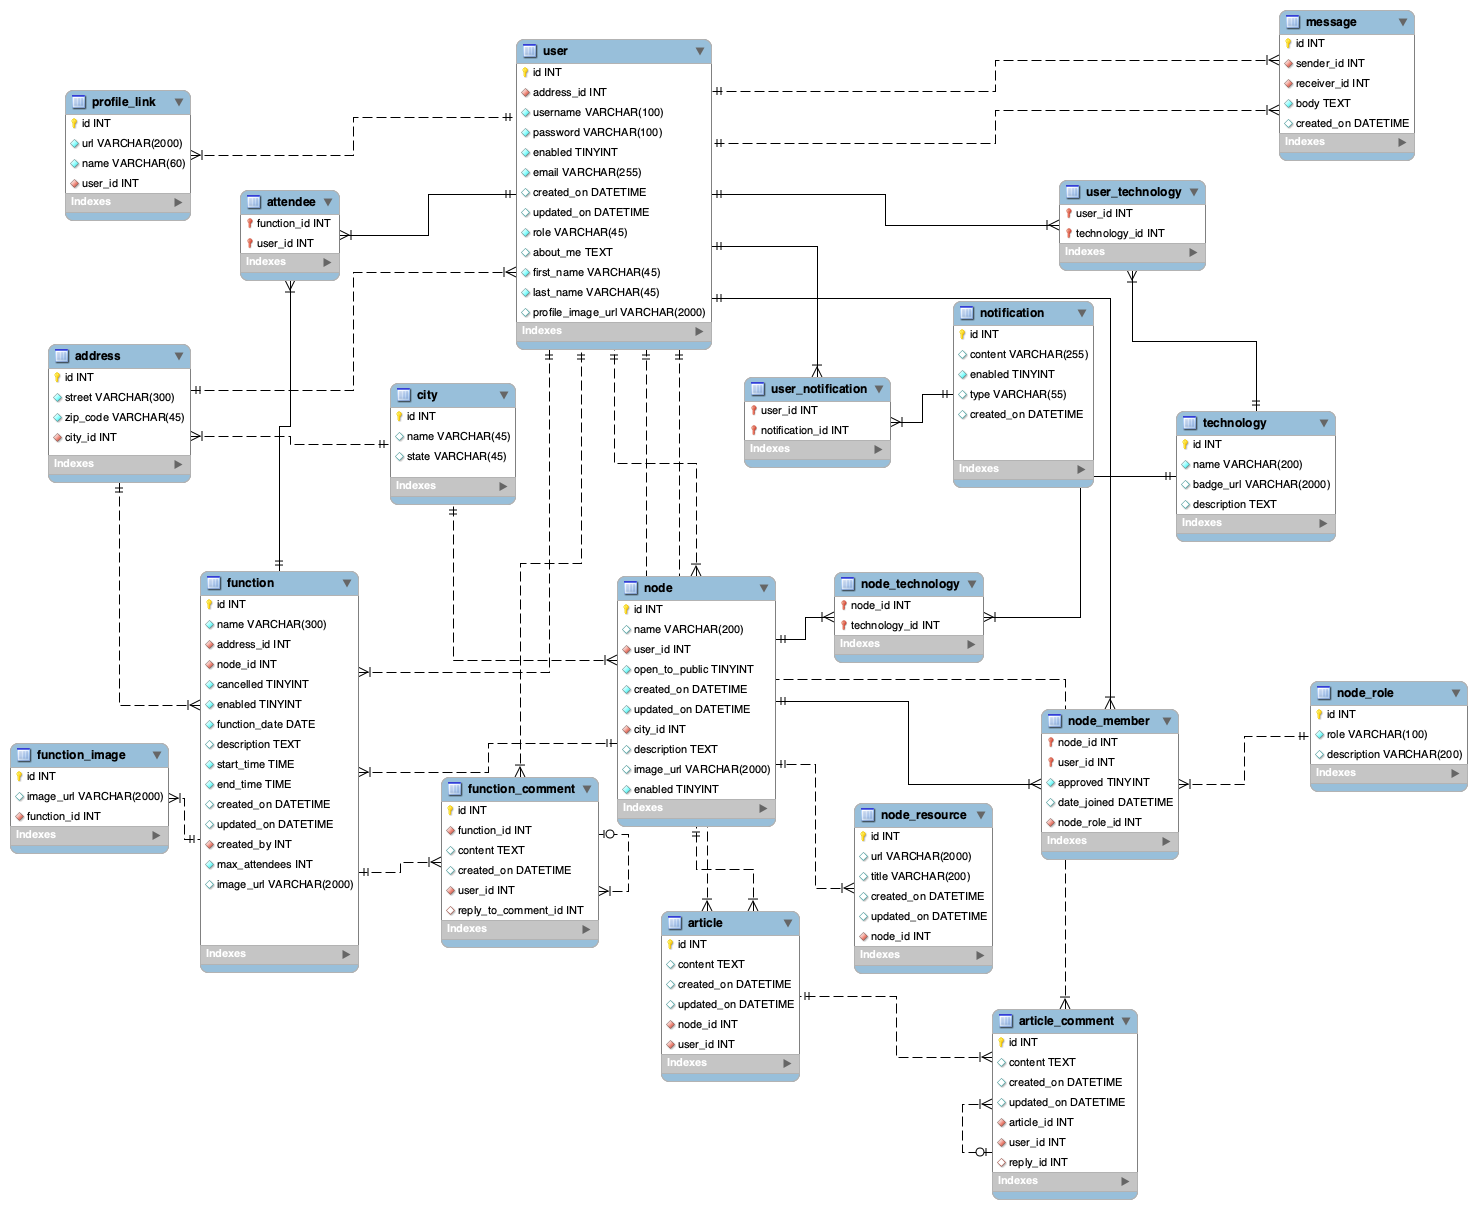 message
id INT
sender_id INT
receiver_id INT
body TEXT
created_on DATETIME
Indexes
user
id INT
address_id INT
username VARCHAR(100)
password VARCHAR(100)
enabled TINYINT
email VARCHAR(255)
created_on DATETIME
updated_on DATETIME
role VARCHAR(45)
about_me TEXT
first_name VARCHAR(45)
last_name VARCHAR(45)
profile_image_url VARCHAR(2000)
Indexes
profile_link
id INT
url VARCHAR(2000)
name VARCHAR(60)
user_id INT
Indexes
attendee
function_id INT
user_id INT
Indexes
user_technology
user_id INT
technology_id INT
Indexes
notification
id INT
content VARCHAR(255)
enabled TINYINT
type VARCHAR(55)
created_on DATETIME
Indexes
address
id INT
street VARCHAR(300)
zip_code VARCHAR(45)
city_id INT
Indexes
city
id INT
name VARCHAR(45)
state VARCHAR(45)
Indexes
user_notification
user_id INT
notification_id INT
Indexes
technology
id INT
name VARCHAR(200)
badge_url VARCHAR(2000)
description TEXT
Indexes
function
id INT
name VARCHAR(300)
address_id INT
node_id INT
cancelled TINYINT
enabled TINYINT
function_date DATE
description TEXT
start_time TIME
end_time TIME
created_on DATETIME
updated_on DATETIME
created_by INT
max_attendees INT
image_url VARCHAR(2000)
Indexes
node
id INT
name VARCHAR(200)
user_id INT
open_to_public TINYINT
created_on DATETIME
updated_on DATETIME
city_id INT
description TEXT
image_url VARCHAR(2000)
enabled TINYINT
Indexes
node_technology
node_id INT
technology_id INT
Indexes
node_role
id INT
role VARCHAR(100)
description VARCHAR(200)
Indexes
node_member
node_id INT
user_id INT
approved TINYINT
date_joined DATETIME
node_role_id INT
Indexes
function_image
id INT
image_url VARCHAR(2000)
function_id INT
Indexes
function_comment
id INT
function_id INT
content TEXT
created_on DATETIME
user_id INT
reply_to_comment_id INT
Indexes
node_resource
id INT
url VARCHAR(2000)
title VARCHAR(200)
created_on DATETIME
updated_on DATETIME
node_id INT
Indexes
article
id INT
content TEXT
created_on DATETIME
updated_on DATETIME
node_id INT
user_id INT
Indexes
article_comment
id INT
content TEXT
created_on DATETIME
updated_on DATETIME
article_id INT
user_id INT
reply_id INT
Indexes